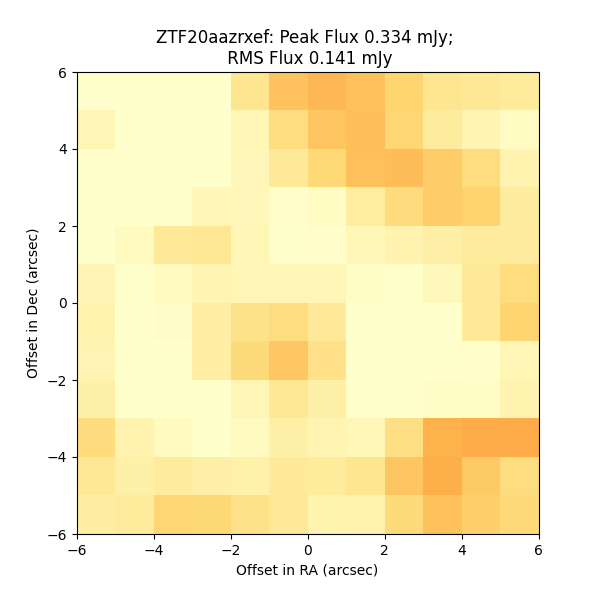 ZTF20aazrxef: Peak Flux 0.334 mJy;
RMS Flux 0.141 mJy
6
4
2
0
−2
−4
−6
Offset in Dec (arcsec)
−6 −4 −2 0 2 4 6
Offset in RA (arcsec)